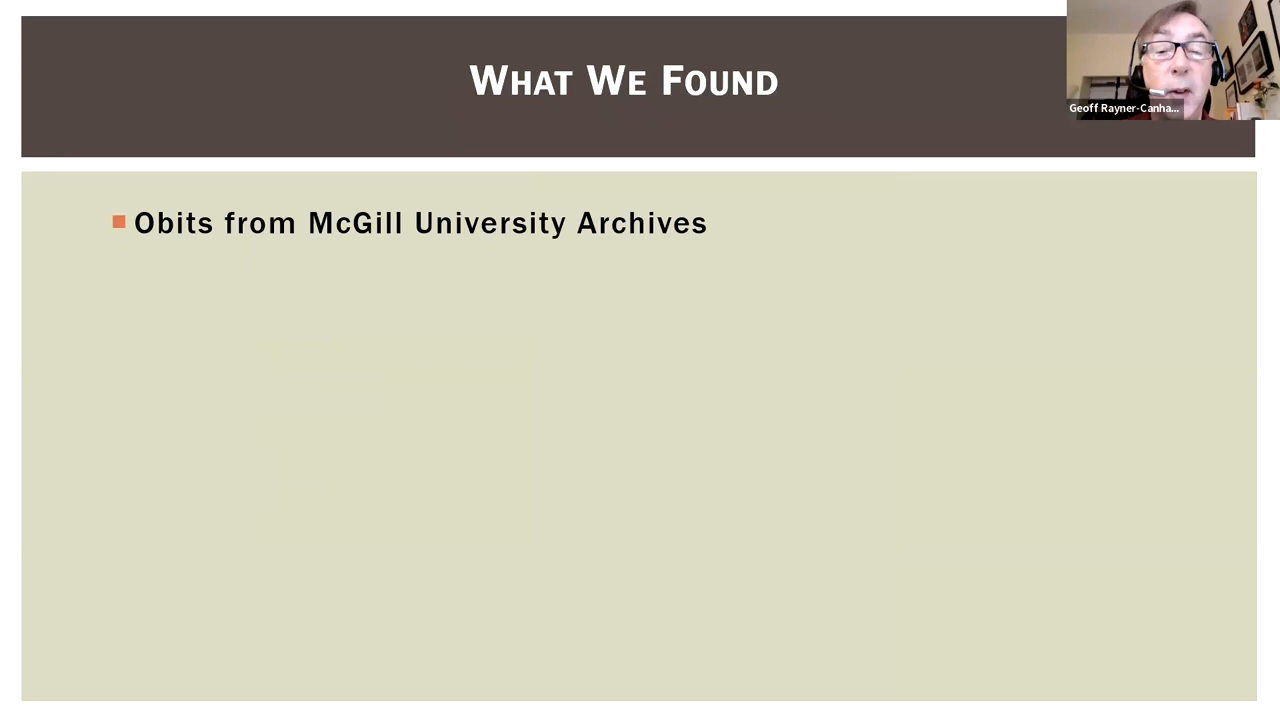 What We Found
Geoff Rayner-Canha...
Obits from McGill University Archives